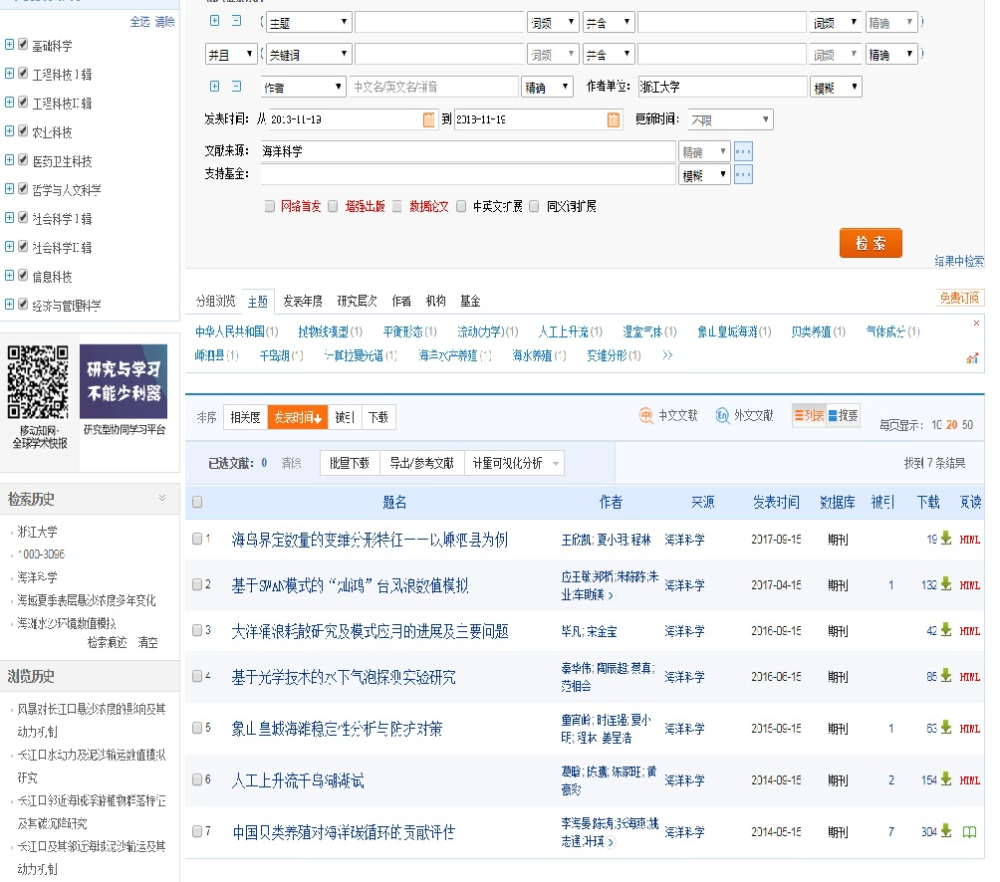 全选 清除
基础科学
工程科技Ⅰ辑
工程科技Ⅱ辑
农业科技
医药卫生科技
哲学与人文科学
社会科学Ⅰ辑
社会科学Ⅱ辑
信息科技
经济与管理科学
研究与学习
不能少利器
移动知网-
全球学术快报
研究型协同学习平台
检索历史
浙江大学
1000-3096
海洋科学
海域夏季表层悬沙浓度多年变化
海滩水沙环境数值模拟
检索痕迹 清空
浏览历史
风暴对长江口悬沙浓度的影响及其
动力机制
长江口水动力及泥沙输运数值模拟
研究
长江口邻近海域浮游植物群落特征
及其碳沉降研究
长江口及其邻近海域泥沙输运及其
动力机制
( 主题 词频 并含 词频 精确 )
并且 ( 关键词 词频 并含 词频 精确 )
作者 中文名/英文名/拼音 精确 作者单位: 浙江大学 模糊
发表时间: 从 2013-11-19 到 2018-11-19 更新时间: 不限
文献来源: 海洋科学 精确 ...
支持基金: 模糊 ...
网络首发 增强出版 数据论文 中英文扩展 同义词扩展
检索
结果中检索
分组浏览 主题 发表年度 研究层次 作者 机构 基金 免费订阅
中华人民共和国(1) 抛物线模型(1) 平衡形态(1) 流动(力学)(1) 人工上升流(1) 温室气体(1) 象山皇城海滩(1) 贝类养殖(1) 气体成分(1) ×
嵊泗县(1) 千岛湖(1) 计算拉曼光谱(1) 海洋水产养殖(1) 海水养殖(1) 变维分形(1) >>
排序 相关度 发表时间↓ 被引 下载 中文文献 外文文献 列表 摘要 每页显示: 10 20 50
已选文献: 0 清除 批量下载 导出/参考文献 计量可视化分析 找到 7 条结果
题名 作者 来源 发表时间 数据库 被引 下载 阅读
1 海岛界定数量的变维分形特征——以嵊泗县为例 王欣凯; 夏小明; 程林 海洋科学 2017-09-15 期刊 19 HTML
2 基于SWAN模式的“灿鸿”台风浪数值模拟 应王敏; 郑桥; 朱陈陈; 朱业; 车助镁 > 海洋科学 2017-04-15 期刊 1 132 HTML
3 大洋涌浪耗散研究及模式应用的进展及主要问题 毕凡; 宋金宝 海洋科学 2016-09-15 期刊 42 HTML
4 基于光学技术的水下气泡探测实验研究 秦华伟; 陶辰超; 蔡真; 范相会 海洋科学 2016-06-15 期刊 85 HTML
5 象山皇城海滩稳定性分析与防护对策 童宵岭; 时连强; 夏小明; 程林; 姜呈浩 海洋科学 2015-09-15 期刊 1 63 HTML
6 人工上升流千岛湖湖试 葛晗; 陈鹰; 陈家旺; 黄豪彩 海洋科学 2014-09-15 期刊 2 154 HTML
7 中国贝类养殖对海洋碳循环的贡献评估 李海晏; 陈涛; 张海燕; 姚志通; 叶瑛 > 海洋科学 2014-05-15 期刊 7 304